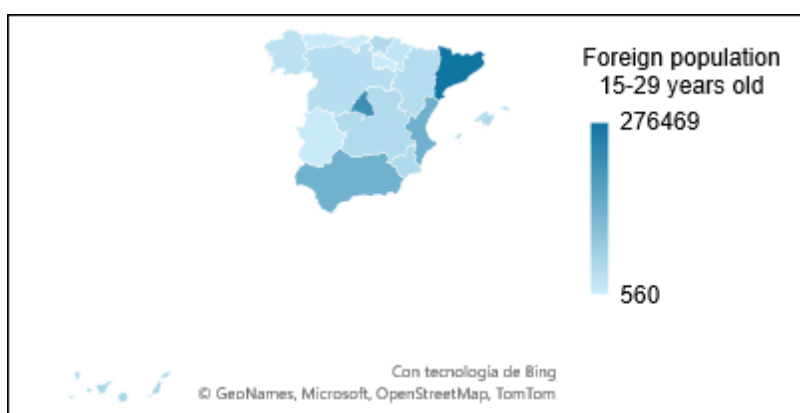 Foreign population
15-29 years old
276469
560
Con tecnología de Bing
© GeoNames, Microsoft, OpenStreetMap, TomTom